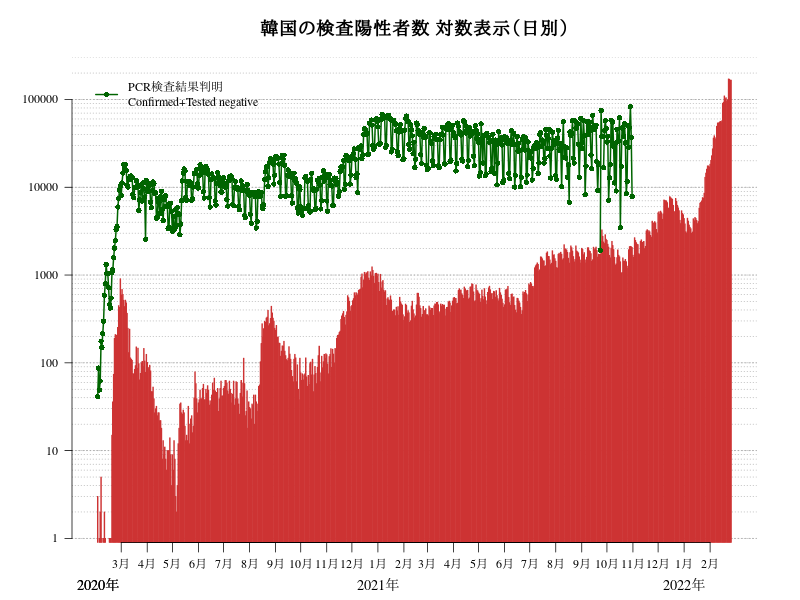 韓国の検査陽性者数 対数表示(日別)
PCR検査結果判明
Confirmed+Tested negative
100000
10000
1000
100
10
1
3月 4月 5月 6月 7月 8月 9月 10月 11月 12月 1月 2月 3月 4月 5月 6月 7月 8月 9月 10月 11月 12月 1月 2月
2020年 2021年 2022年